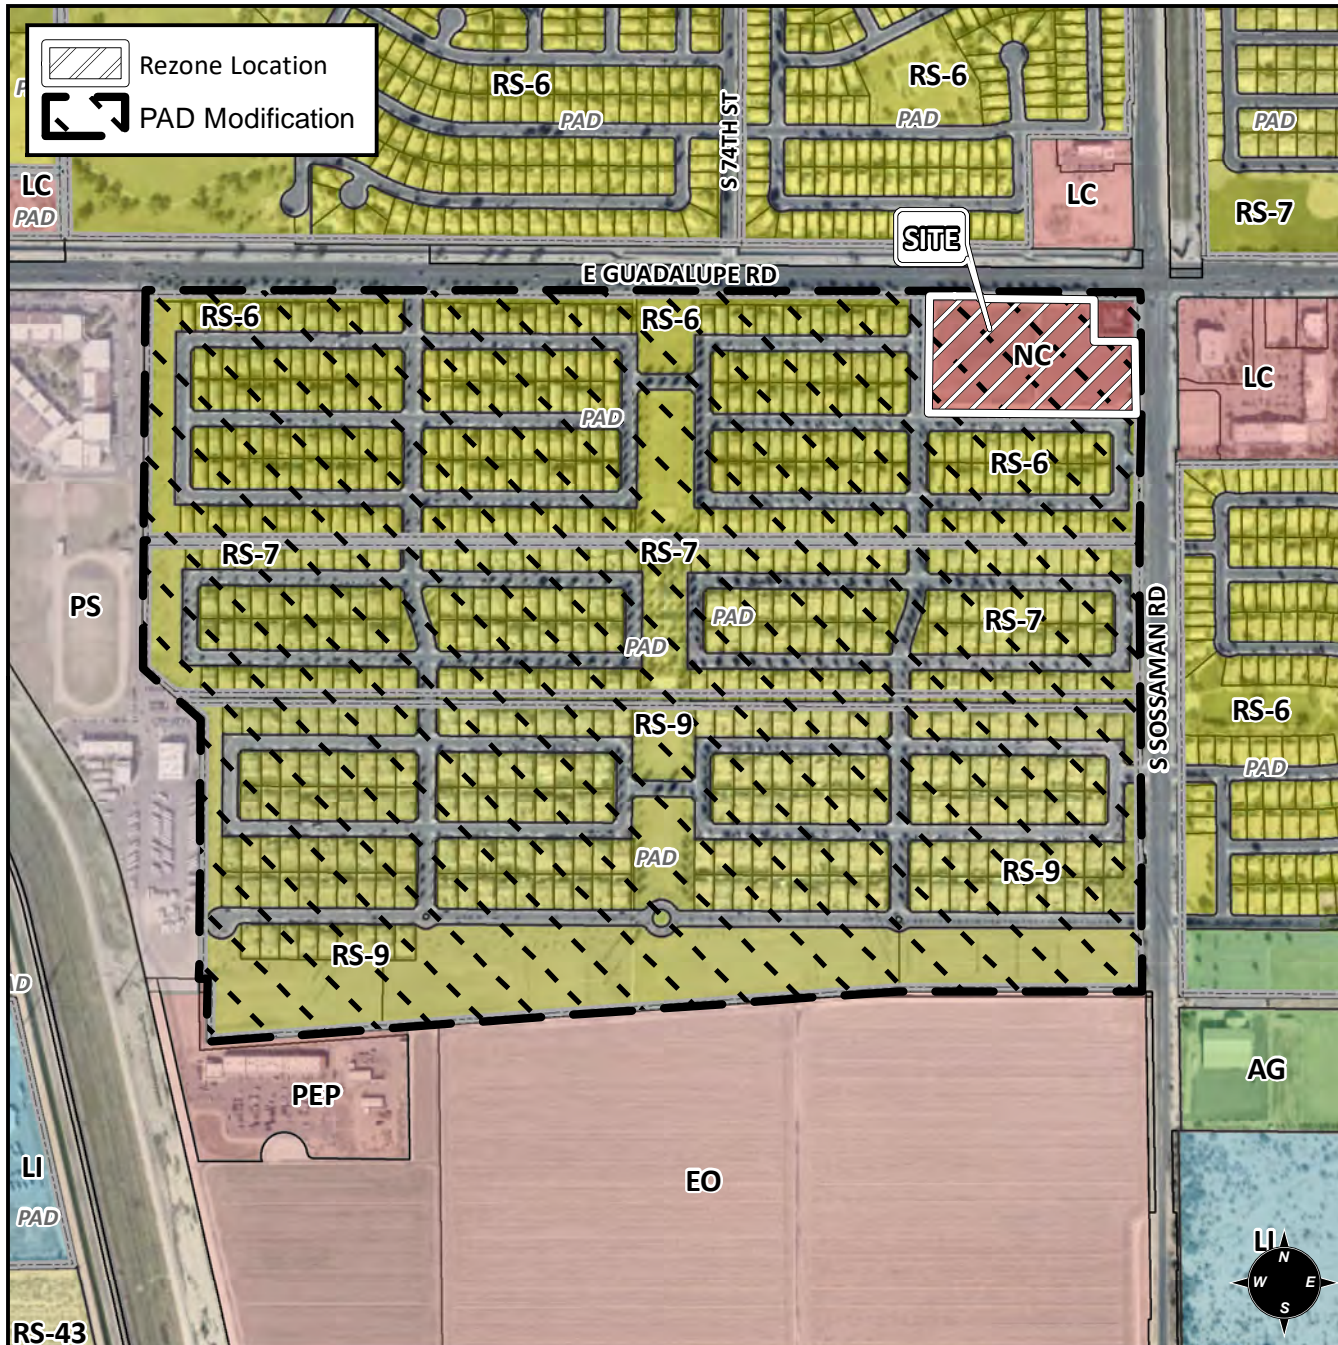 Rezone Location
PAD Modification
RS-6
PAD
S 74TH ST
RS-6
PAD
PAD
LC
PAD
LC
RS-7
SITE
E GUADALUPE RD
RS-6
RS-6
NC
LC
PAD
RS-6
RS-7
RS-7
PS
PAD
RS-7
PAD
S SOSSAMAN RD
RS-9
RS-6
PAD
PAD
RS-9
RS-9
AG
PEP
LI
EO
PAD
LI
N
W E
S
RS-43